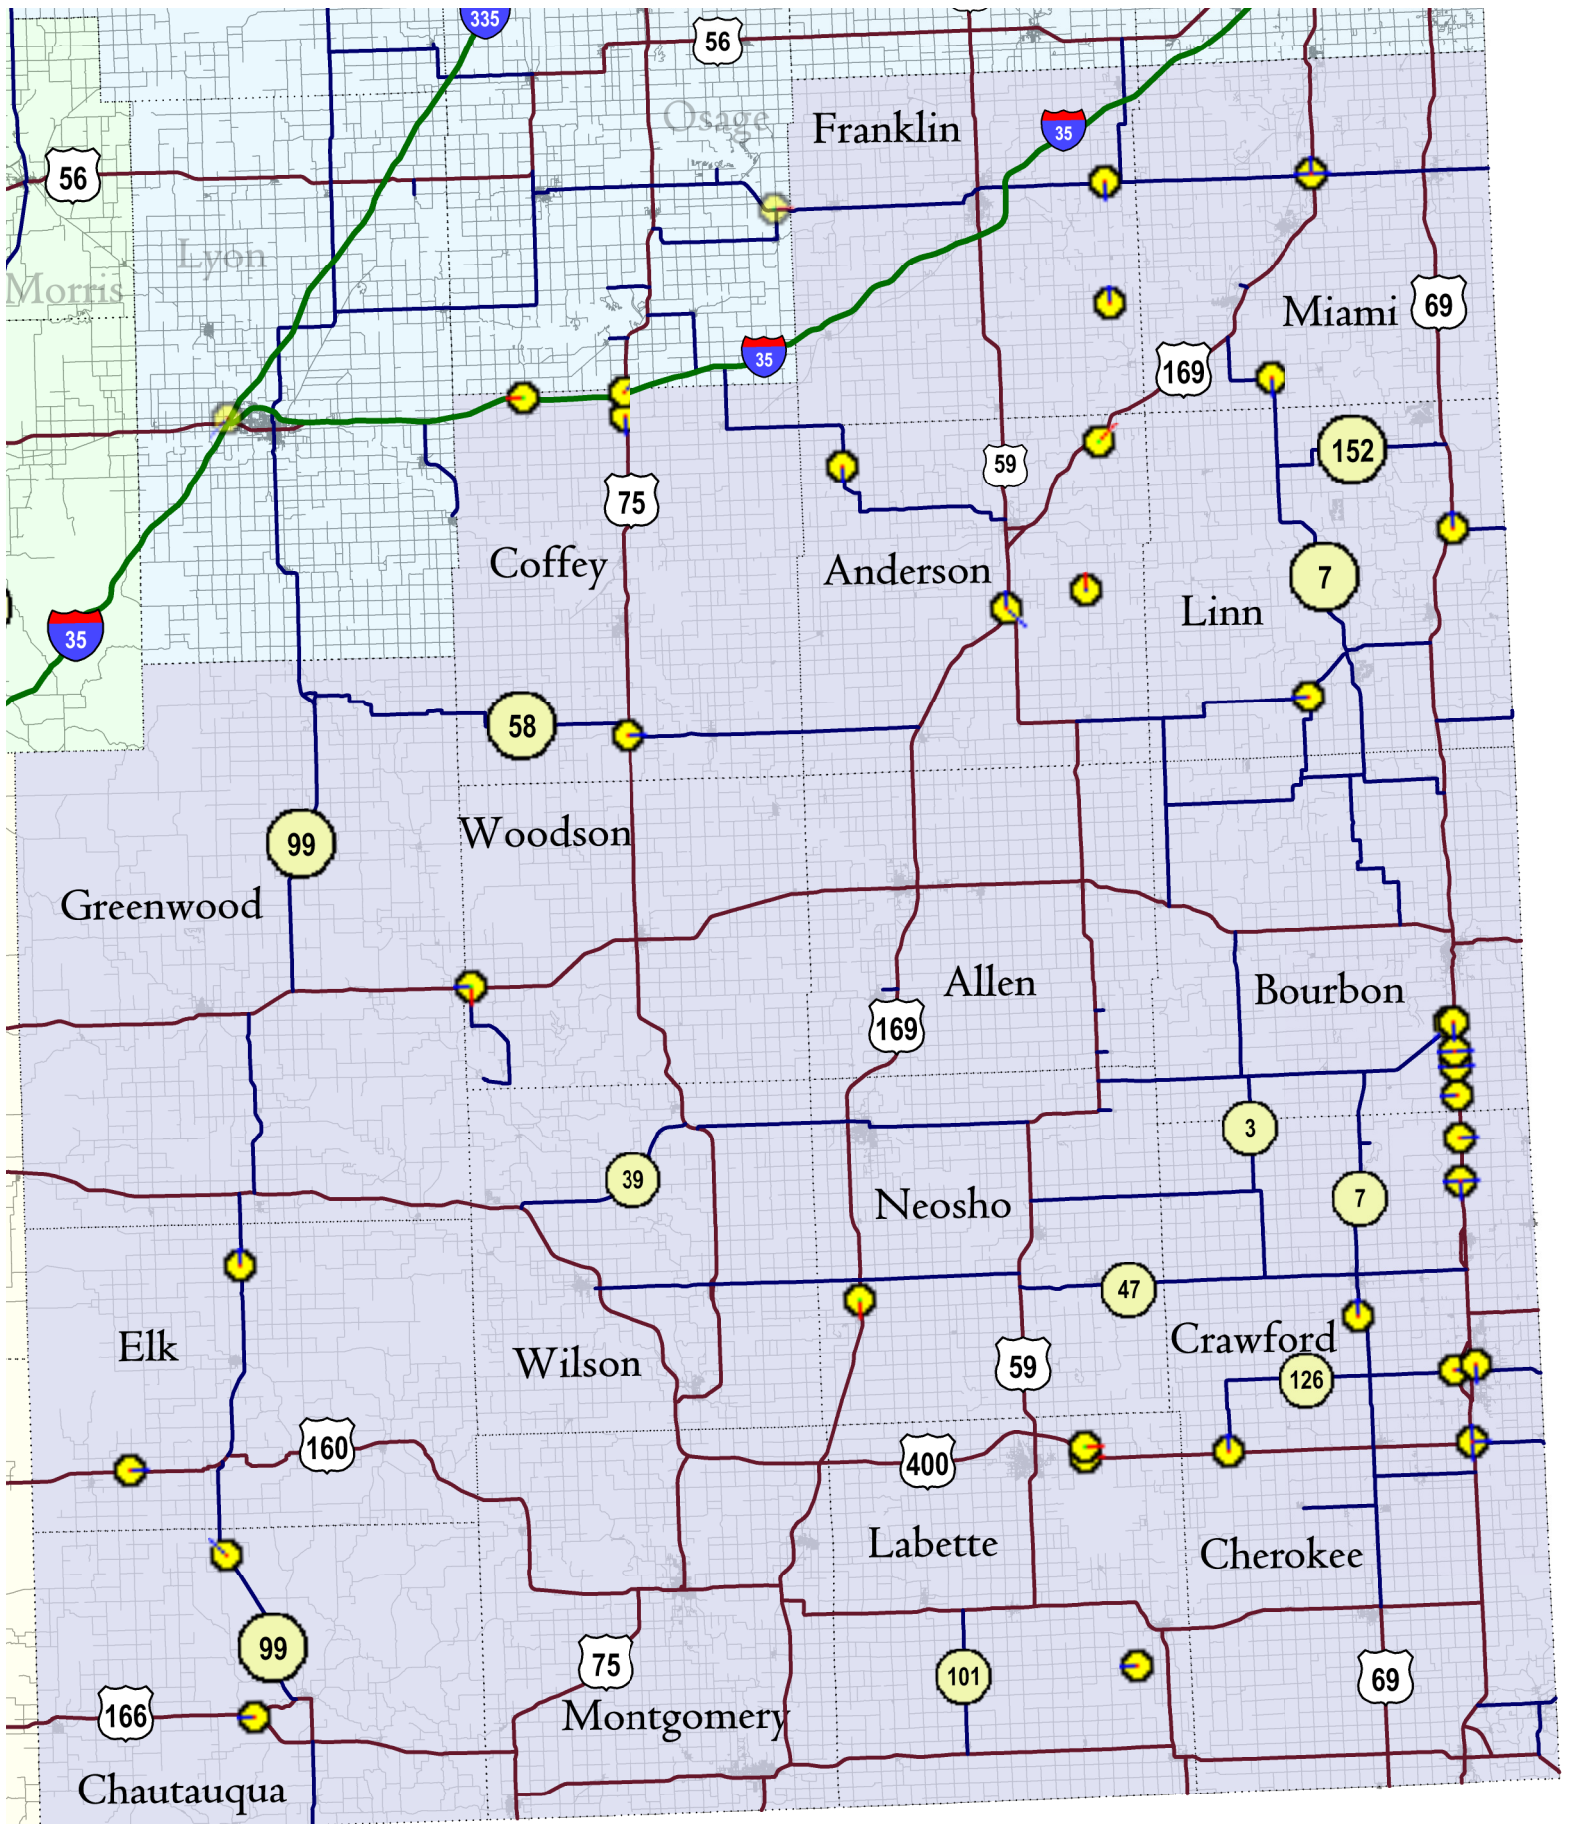 335
56
Osage
Franklin
35
56
Lyon
Morris
Miami
69
35
169
152
59
75
Coffey
Anderson
7
Linn
35
58
99
Woodson
Greenwood
Allen
Bourbon
169
3
39
7
Neosho
47
Elk
Wilson
59
Crawford
126
160
400
Labette
Cherokee
99
75
101
69
166
Montgomery
Chautauqua